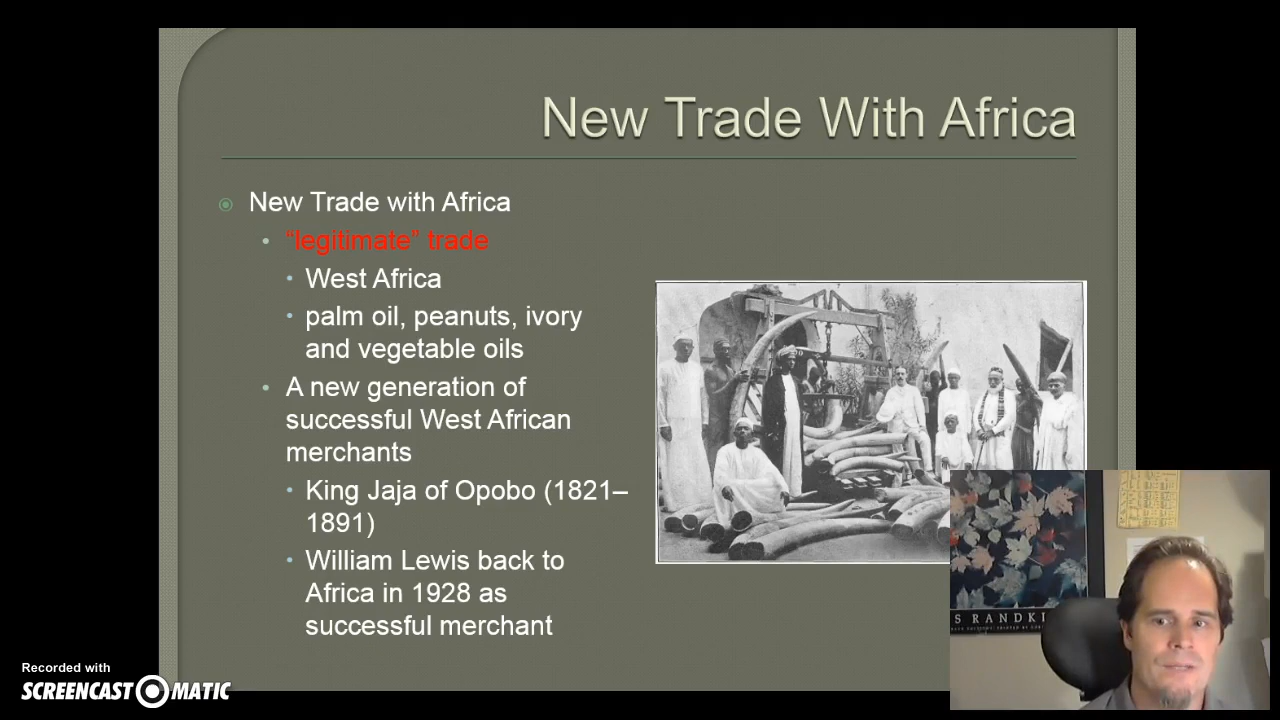 New Trade With Africa
New Trade with Africa
“legitimate” trade
West Africa
palm oil, peanuts, ivory
and vegetable oils
A new generation of
successful West African
merchants
King Jaja of Opobo (1821–
1891)
William Lewis back to
Africa in 1928 as
successful merchant
S RANDKI
Recorded with
SCREENCAST O MATIC